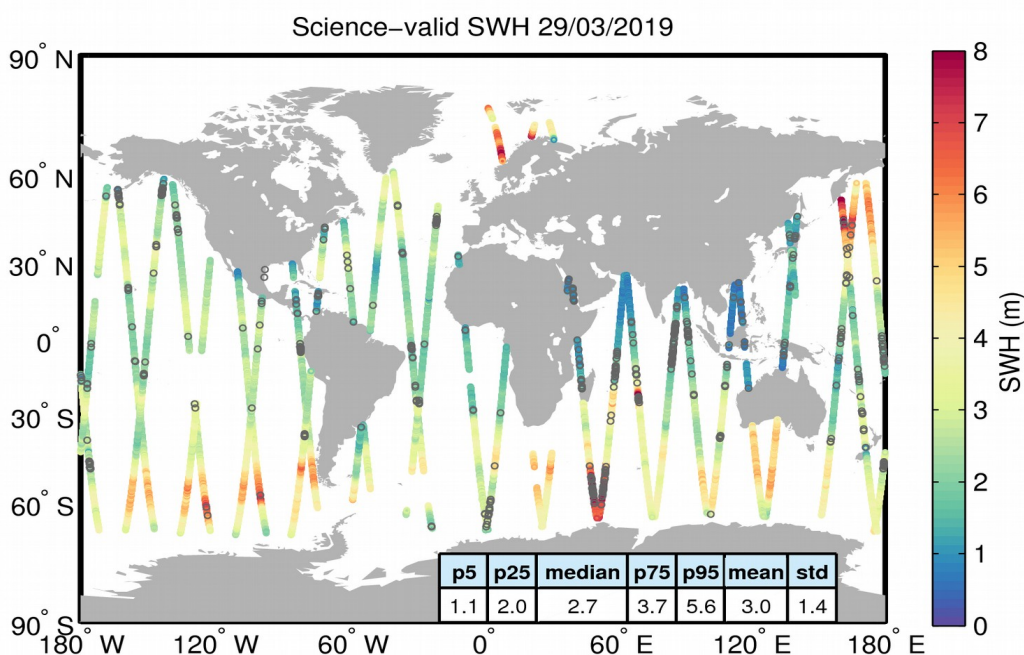 Science−valid SWH 29/03/2019
90° N
60° N
30° N
0°
30° S
60° S
90° S
180° W
120° W
60° W
0°
60° E
120° E
180° E
p5 p25 median p75 p95 mean std
1.1 2.0 2.7 3.7 5.6 3.0 1.4
8
7
6
5
4
3
2
1
0
SWH (m)